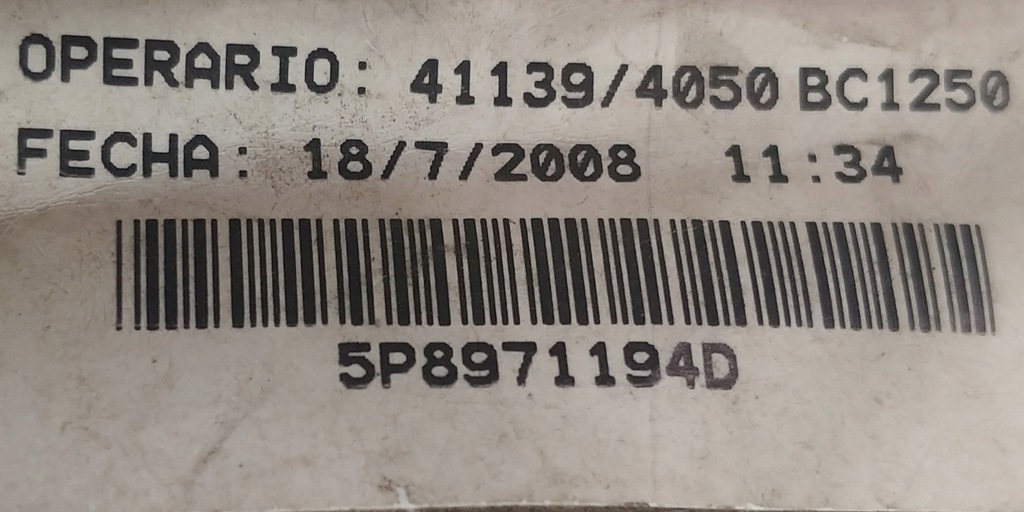 OPERARIO: 41139/4050 BC1250
FECHA: 18/7/2008 11:34
5P8971194D